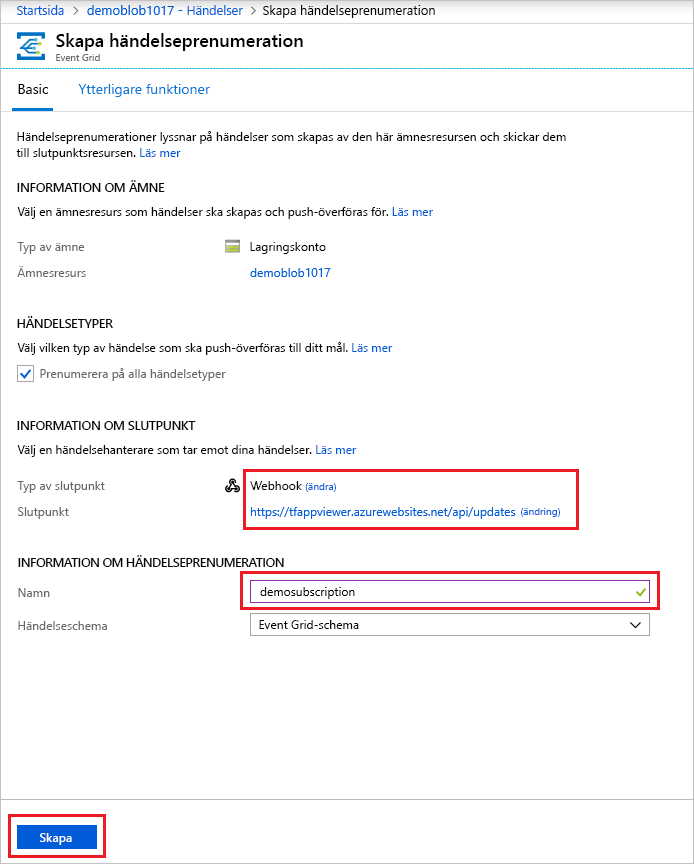 Startsida > demoblob1017 - Händelser > Skapa händelseprenumeration
Skapa händelseprenumeration
Event Grid
Basic Ytterligare funktioner
Händelseprenumerationer lyssnar på händelser som skapas av den här ämnesresursen och skickar dem
till slutpunktsresursen. Läs mer
INFORMATION OM ÄMNE
Välj en ämnesresurs som händelser ska skapas och push-överföras för. Läs mer
Typ av ämne Lagringskonto
Ämnesresurs demoblob1017
HÄNDELSETYPER
Välj vilken typ av händelse som ska push-överföras till ditt mål. Läs mer
Prenumerera på alla händelsetyper
INFORMATION OM SLUTPUNKT
Välj en händelsehanterare som tar emot dina händelser. Läs mer
Typ av slutpunkt Webhook (ändra)
Slutpunkt https://tfappviewer.azurewebsites.net/api/updates (ändring)
INFORMATION OM HÄNDELSEPRENUMERATION
Namn demosubscription
Händelseschema Event Grid-schema
Skapa